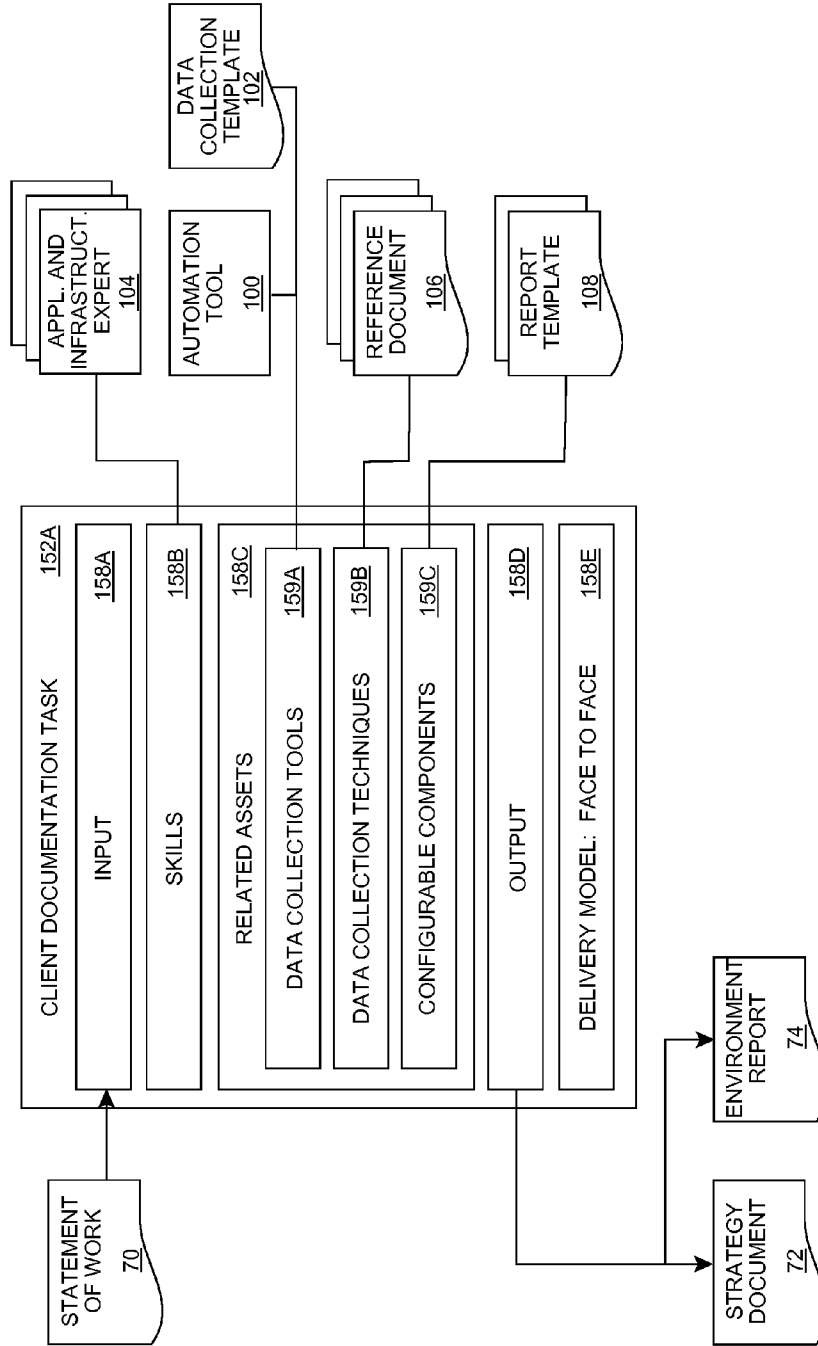 STATEMENT
OF WORK
70
CLIENT DOCUMENTATION TASK
152A
INPUT
158A
SKILLS
158B
RELATED ASSETS
158C
DATA COLLECTION TOOLS
159A
DATA COLLECTION TECHNIQUES
159B
CONFIGURABLE COMPONENTS
159C
OUTPUT
158D
DELIVERY MODEL: FACE TO FACE
158E
APPL. AND
INFRASTRUCT.
EXPERT
104
AUTOMATION
TOOL
100
DATA
COLLECTION
TEMPLATE
102
REFERENCE
DOCUMENT
106
REPORT
TEMPLATE
108
STRATEGY
DOCUMENT
72
ENVIRONMENT
REPORT
74